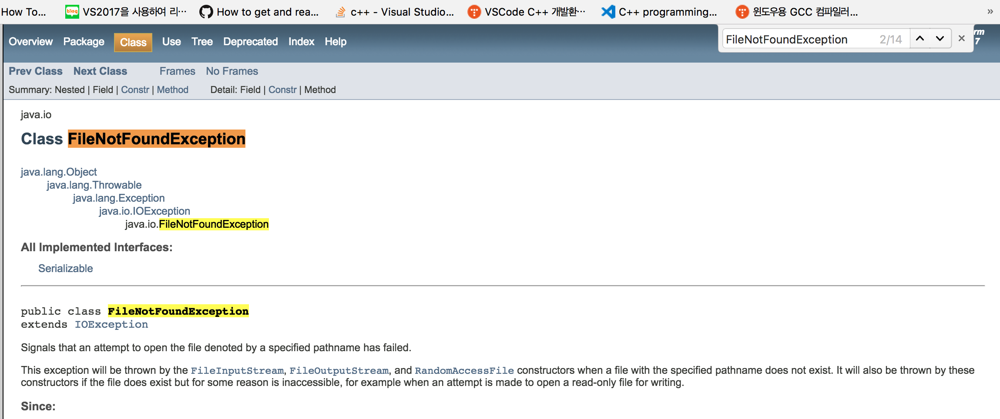 How To... VS2017을 사용하여 리⋯ How to get and rea... c++ - Visual Studio... VSCode C++ 개발환⋯ C++ programming... 윈도우용 GCC 컴파일러... »
Overview Package Class Use Tree Deprecated Index Help
FileNotFoundException 2/14
rm
7
Prev Class Next Class Frames No Frames
Summary: Nested | Field | Constr | Method Detail: Field | Constr | Method
java.io
Class FileNotFoundException
java.lang.Object
java.lang.Throwable
java.lang.Exception
java.io.IOException
java.io.FileNotFoundException
All Implemented Interfaces:
Serializable
public class FileNotFoundException
extends IOException
Signals that an attempt to open the file denoted by a specified pathname has failed.
This exception will be thrown by the FileInputStream, FileOutputStream, and RandomAccessFile constructors when a file with the specified pathname does not exist. It will also be thrown by these
constructors if the file does exist but for some reason is inaccessible, for example when an attempt is made to open a read-only file for writing.
Since: